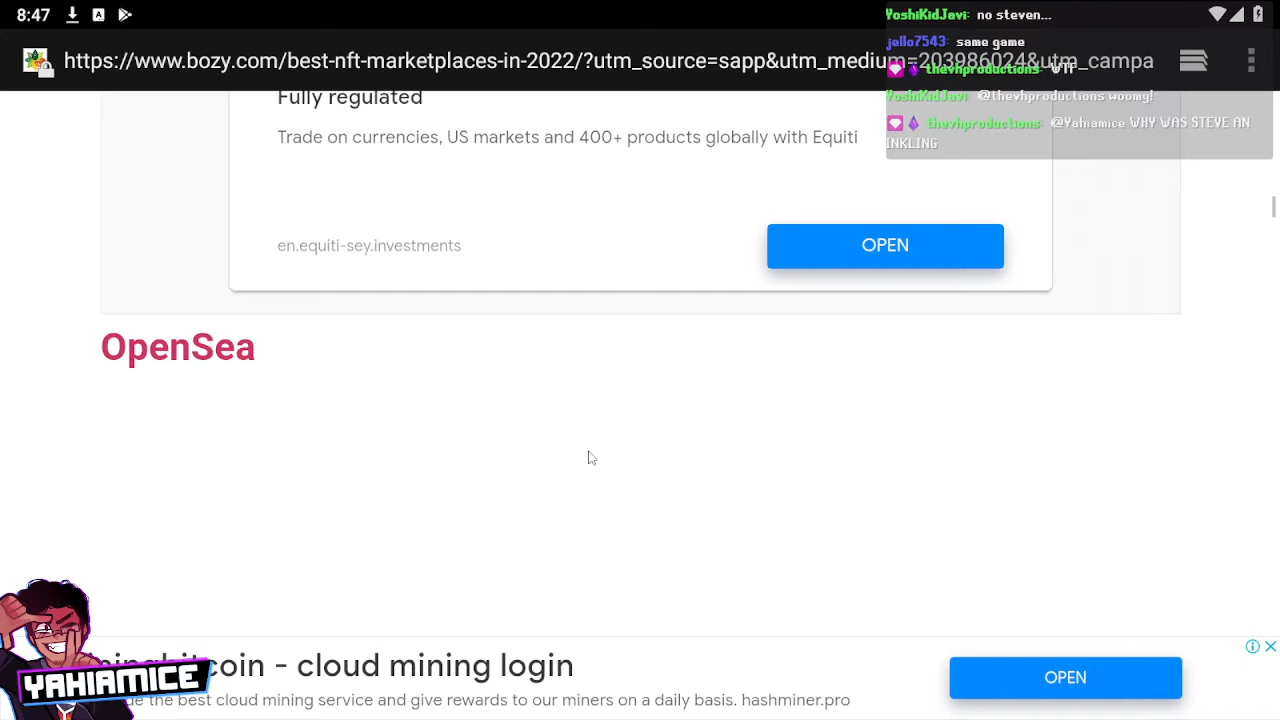 8:47
YoshiKidJavi: no steven...
jello7543: same game
https://www.bozy.com/best-nft-marketplaces-in-2022/?utm_source=sapp&utm_medium=203986024&utm_campa
thevhproductions: WTF
YoshiKidJavi: @thevhproductions woomy!
thevhproductions: @Yahiamice WHY WAS STEVE AN
INKLING
Fully regulated
Trade on currencies, US markets and 400+ products globally with Equiti
en.equiti-sey.investments
OPEN
OpenSea
coin - cloud mining login
the best cloud mining service and give rewards to our miners on a daily basis. hashminer.pro
OPEN
YAHIAMICE